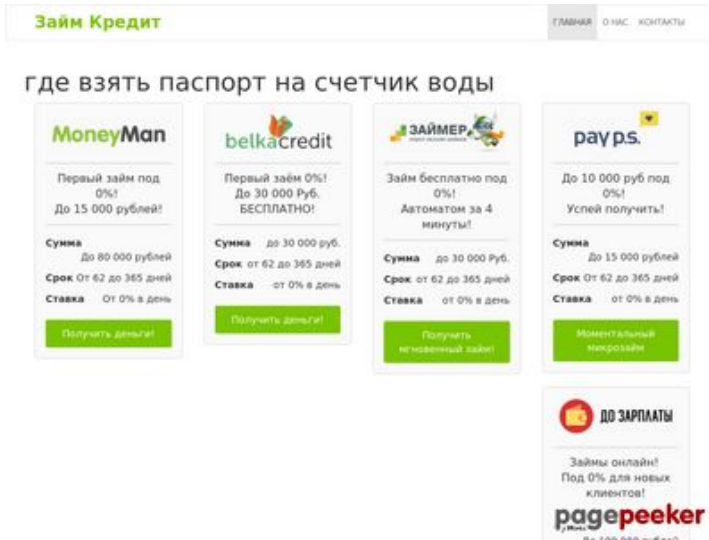 Займ Кредит
ГЛАВНАЯ О НАС КОНТАКТЫ
где взять паспорт на счетчик воды
MoneyMan
Первый займ под
0%!
До 15 000 рублей!
Сумма
До 80 000 рублей
Срок От 62 до 365 дней
Ставка От 0% в день
Получить деньги!
belkacredit
Первый заём 0%!
До 30 000 Руб.
БЕСПЛАТНО!
Сумма до 30 000 руб.
Срок от 62 до 365 дней
Ставка от 0% в день
Получить деньги!
ЗАЙМЕР
Займ бесплатно под
0%!
Автоматом за 4
минуты!
Сумма до 30 000 Руб.
Срок от 62 до 365 дней
Ставка от 0% в день
Получить
мгновенный займ!
pay p.s.
До 10 000 руб под
0%!
Успей получить!
Сумма
До 15 000 рублей
Срок От 62 до 365 дней
Ставка от 0% в день
Моментальный
микрозайм
ДО ЗАРПЛАТЫ
Займы онлайн!
Под 0% для новых
клиентов!
pagepeeker